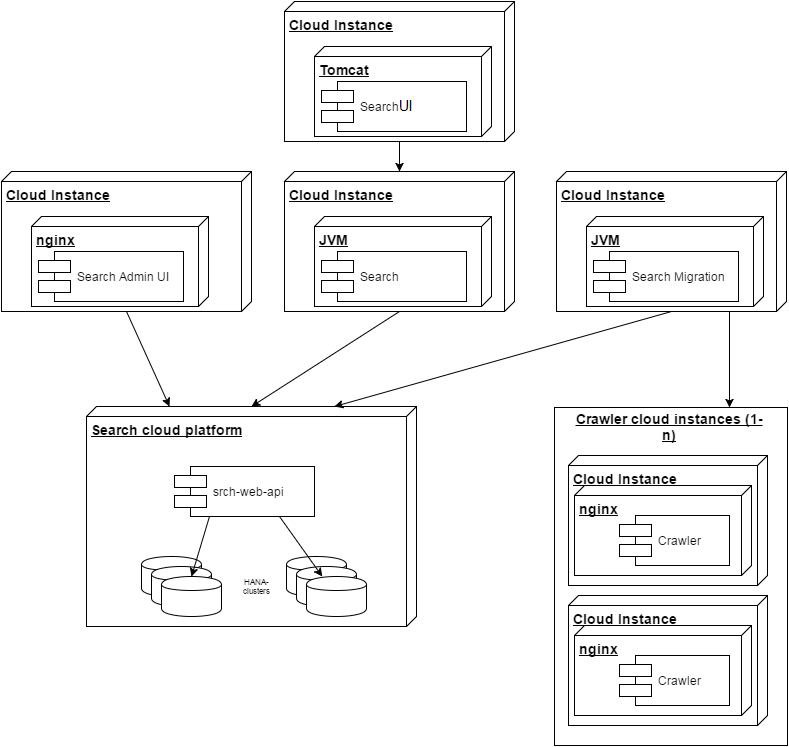 Cloud Instance
Tomcat
SearchUI
Cloud Instance
nginx
Search Admin UI
Cloud Instance
JVM
Search
Cloud Instance
JVM
Search Migration
Search cloud platform
srch-web-api
HANA-
clusters
Crawler cloud instances (1-
n)
Cloud Instance
nginx
Crawler
Cloud Instance
nginx
Crawler